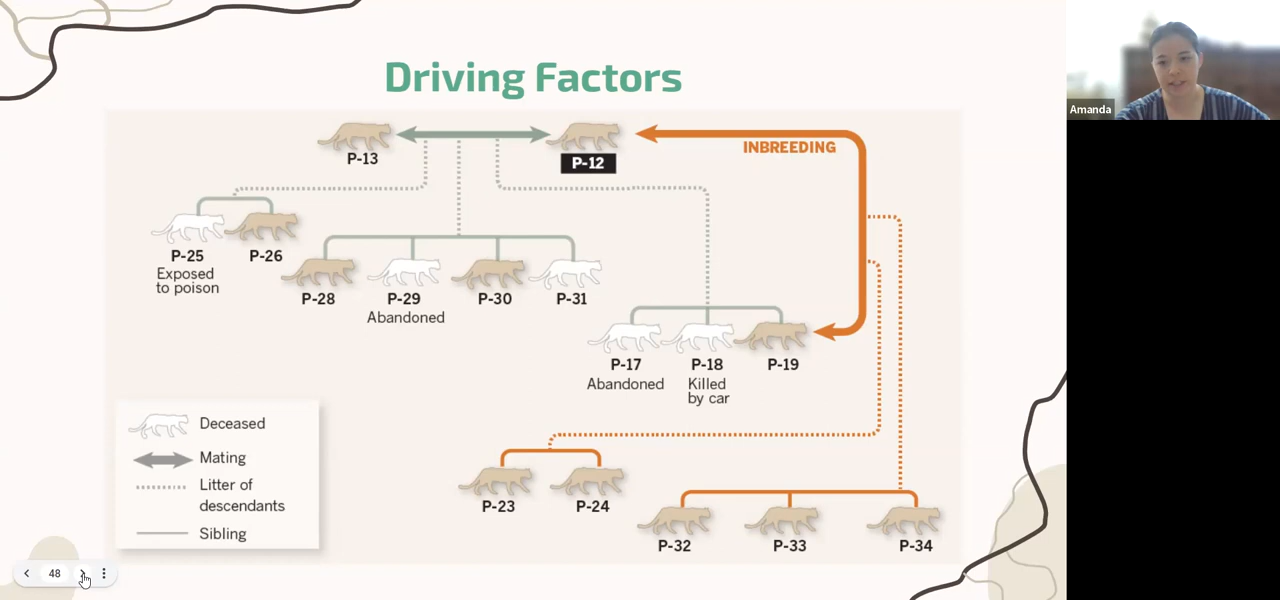 Driving Factors
Amanda
P-13
P-12
INBREEDING
P-25
Exposed
to poison
P-26
P-28
P-29
Abandoned
P-30
P-31
P-17
Abandoned
P-18
Killed
by car
P-19
Deceased
Mating
Litter of
descendants
Sibling
P-23
P-24
P-32
P-33
P-34
48